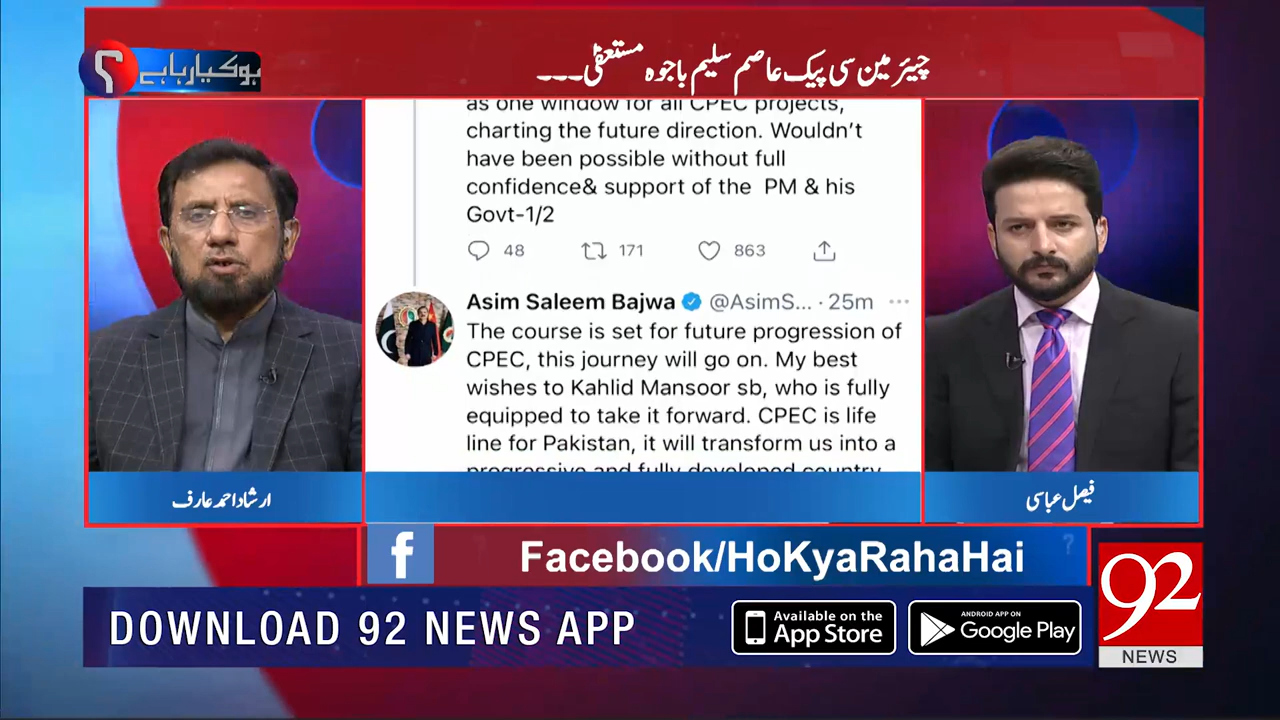 چیئرمین سی پیک عاصم سلیم باجوہ مستعفی ۔۔۔
ہو کیا رہا ہے ؟
as one window for all CPEC projects,
charting the future direction. Wouldn't
have been possible without full
confidence& support of the PM & his
Govt-1/2
48 171 863
Asim Saleem Bajwa @AsimS... · 25m ...
The course is set for future progression of
CPEC, this journey will go on. My best
wishes to Kahlid Mansoor sb, who is fully
equipped to take it forward. CPEC is life
line for Pakistan, it will transform us into a
progressive and fully developed country
ارشاد احمد عارف
فیصل عباسی
f Facebook/HoKyaRahaHai
DOWNLOAD 92 NEWS APP
Available on the
App Store
ANDROID APP ON
Google Play
92
NEWS